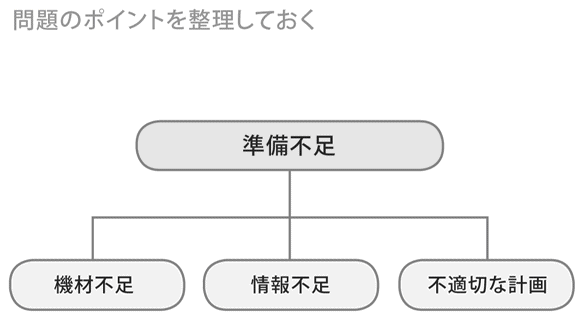 問題のポイントを整理しておく
準備不足
機材不足
情報不足
不適切な計画